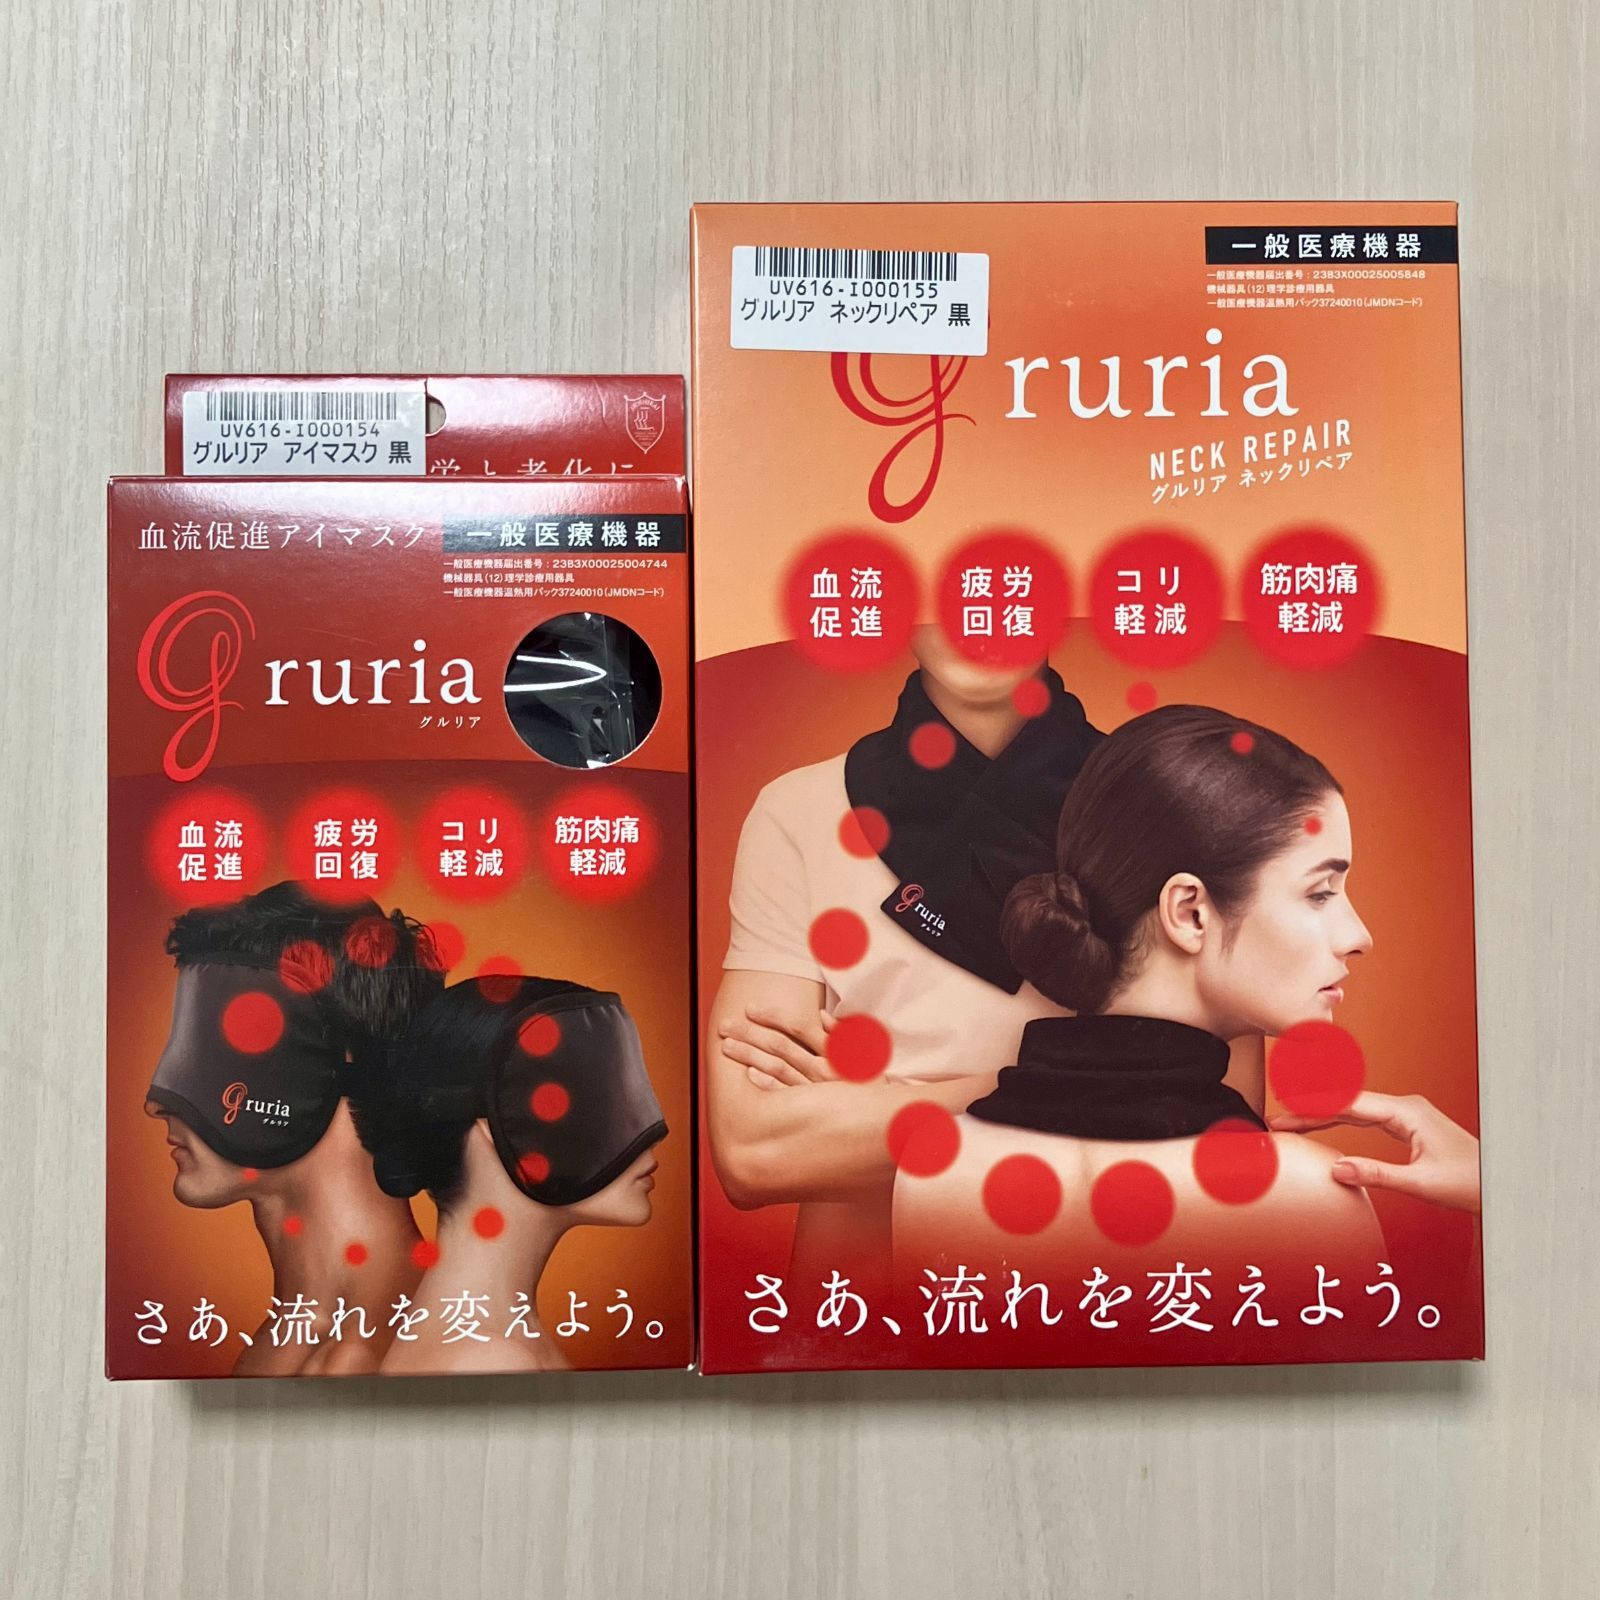 UV616-I000154
グルリア アイマスク 黒
血流促進アイマスク
一般医療機器
一般医療機器届出番号：23B3X00025004744
機械器具(12)理学診療用器具
一般医療機器温熱用パック37240010(JMDNコード)
gruria
グルリア
血流
促進
疲労
回復
コリ
軽減
筋肉痛
軽減
gruria
グルリア
さあ、流れを変えよう。
UV616-I000155
グルリア ネックリペア 黒
一般医療機器
一般医療機器届出番号：23B3X00025005848
機械器具(12)理学診療用器具
一般医療機器温熱用パック37240010(JMDNコード)
gruria
NECK REPAIR
グルリア ネックリペア
血流
促進
疲労
回復
コリ
軽減
筋肉痛
軽減
gruria
グルリア
さあ、流れを変えよう。